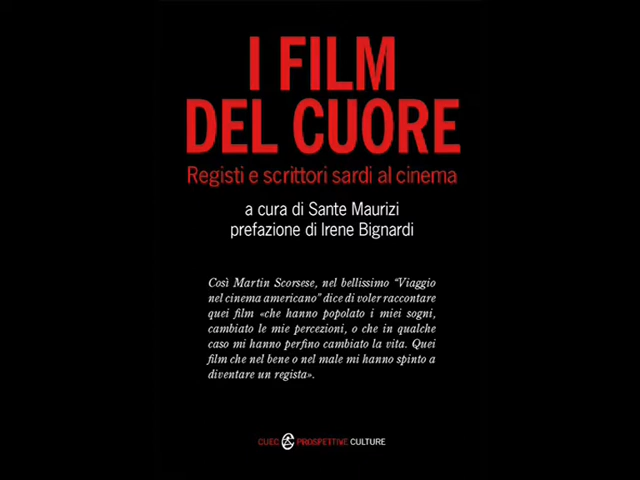 I FILM
DEL CUORE
Registi e scrittori sardi al cinema
a cura di Sante Maurizi
prefazione di Irene Bignardi
Così Martin Scorsese, nel bellissimo “Viaggio
nel cinema americano” dice di voler raccontare
quei film «che hanno popolato i miei sogni,
cambiato le mie percezioni, o che in qualche
caso mi hanno perfino cambiato la vita. Quei
film che nel bene o nel male mi hanno spinto a
diventare un regista».
CUEC PROSPETTIVE CULTURE